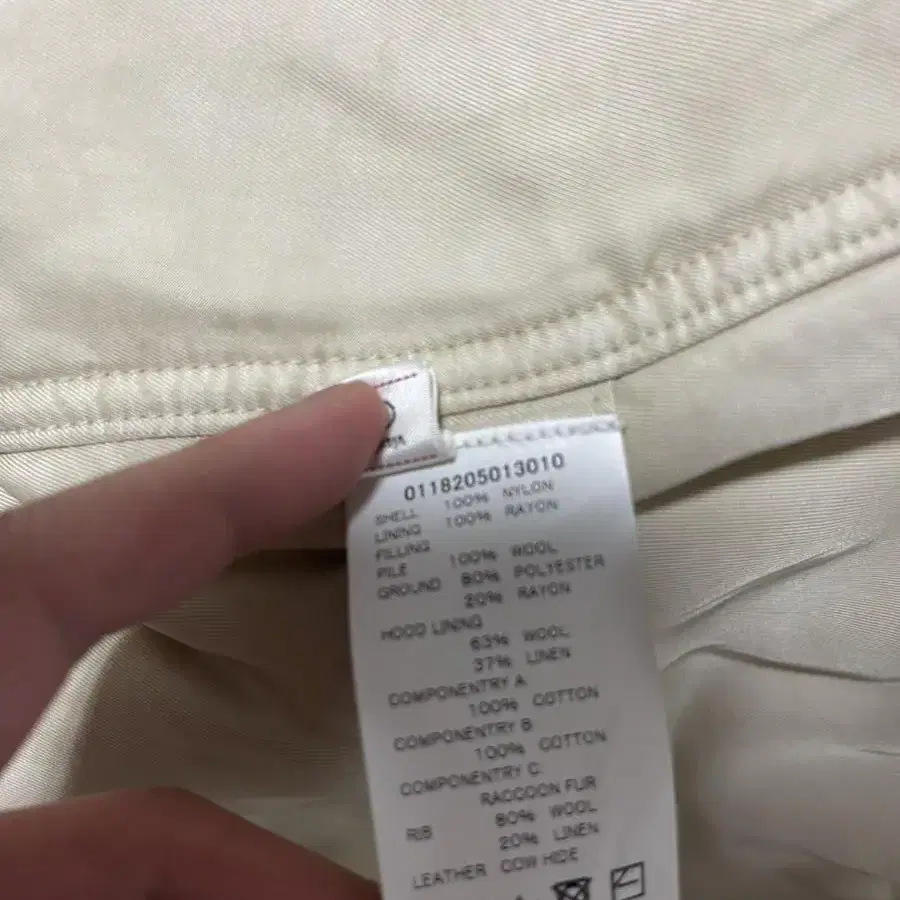 0118205013010
SHELL 100% NYLON
LINING 100% RAYON
FILLING
PILE 100% WOOL
GROUND 80% POLYESTER
20% RAYON
HOOD LINING
63% WOOL
37% LINEN
COMPONENTRY A
100% COTTON
COMPONENTRY B
100% COTTON
COMPONENTRY C
RACCOON FUR
RIB 80% WOOL
20% LINEN
LEATHER COW HIDE